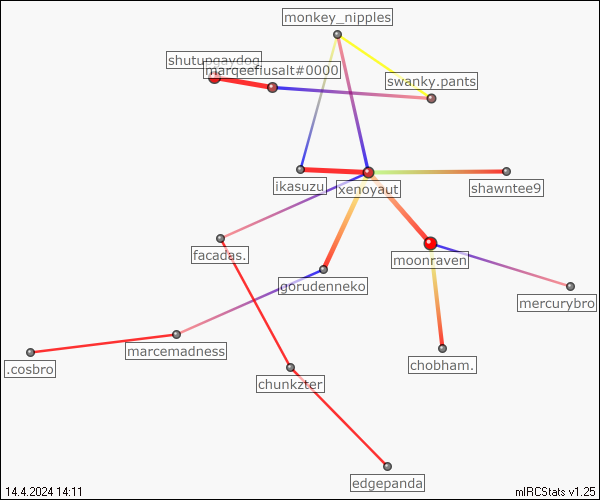 monkey_nipples
shutupgaydog
marqeefiusalt#0000
swanky.pants
ikasuzu
xenoyaut
shawntee9
facadas.
moonraven
gorudenneko
mercurybro
marcemadness
.cosbro
chobham.
chunkzter
edgepanda
14.4.2024 14:11
mIRCStats v1.25